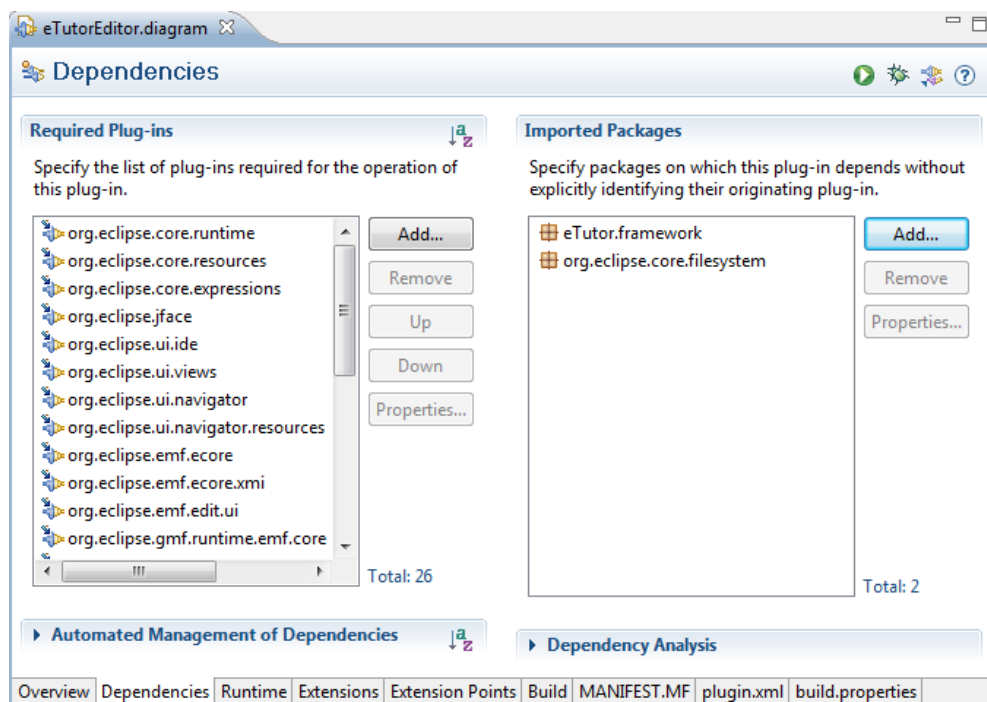 eTutorEditor.diagram
Dependencies
Required Plug-ins
Specify the list of plug-ins required for the operation of
this plug-in.
org.eclipse.core.runtime
org.eclipse.core.resources
org.eclipse.core.expressions
org.eclipse.jface
org.eclipse.ui.ide
org.eclipse.ui.views
org.eclipse.ui.navigator
org.eclipse.ui.navigator.resources
org.eclipse.emf.ecore
org.eclipse.emf.ecore.xmi
org.eclipse.emf.edit.ui
org.eclipse.gmf.runtime.emf.core
Add...
Remove
Up
Down
Properties...
Total: 26
Imported Packages
Specify packages on which this plug-in depends without
explicitly identifying their originating plug-in.
eTutor.framework
org.eclipse.core.filesystem
Add...
Remove
Properties...
Total: 2
Automated Management of Dependencies
Dependency Analysis
Overview Dependencies Runtime Extensions Extension Points Build MANIFEST.MF plugin.xml build.properties